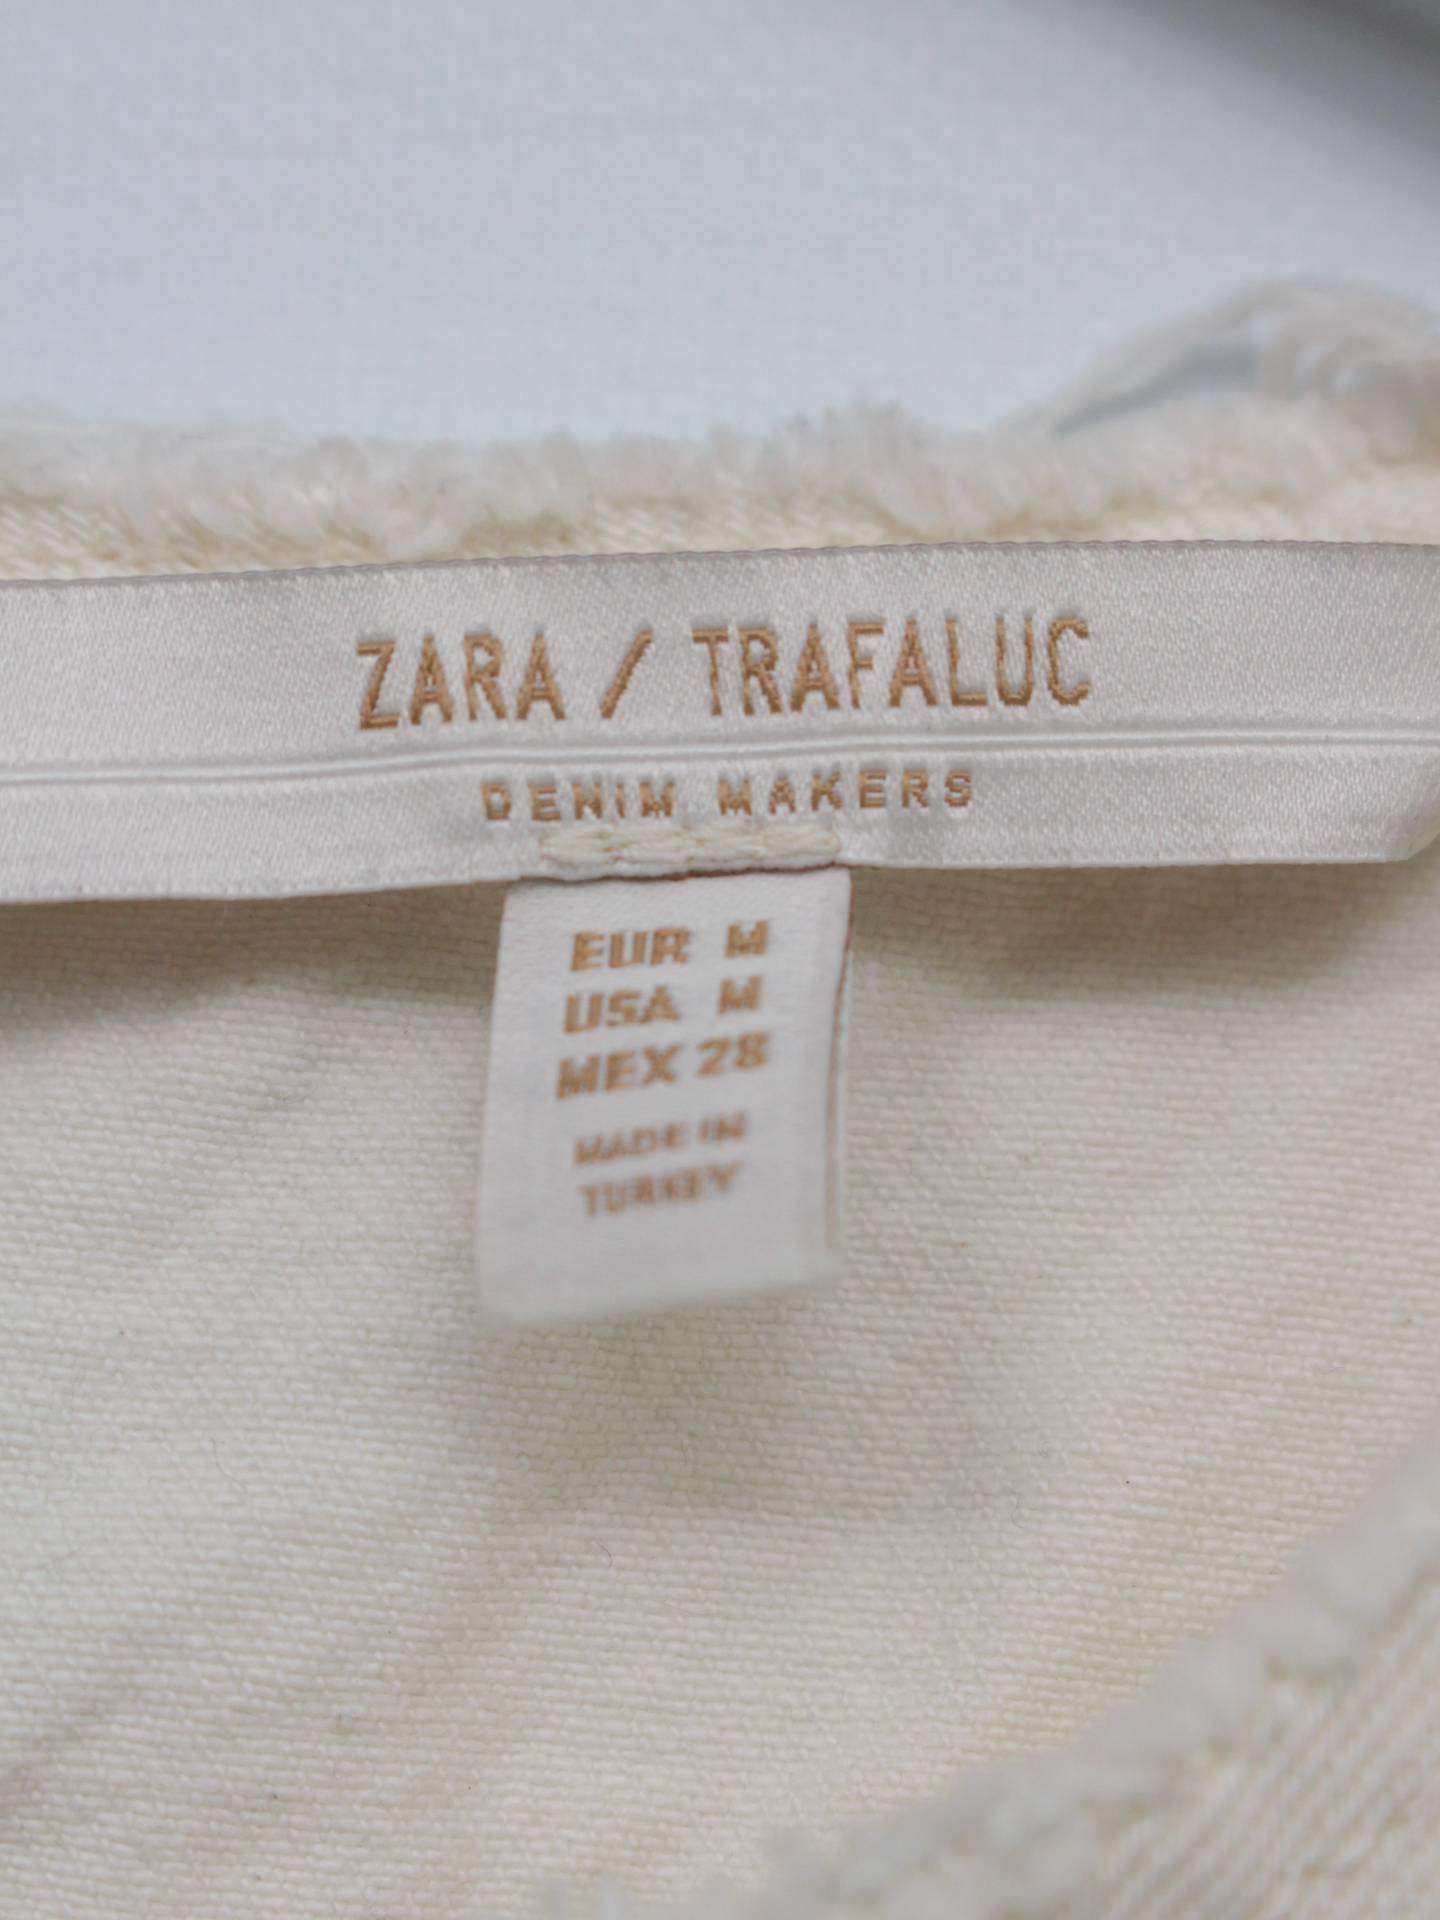 ZARA / TRAFALUC
DENIM MAKERS
EUR M
USA M
MEX 28
MADE IN
TURKEY